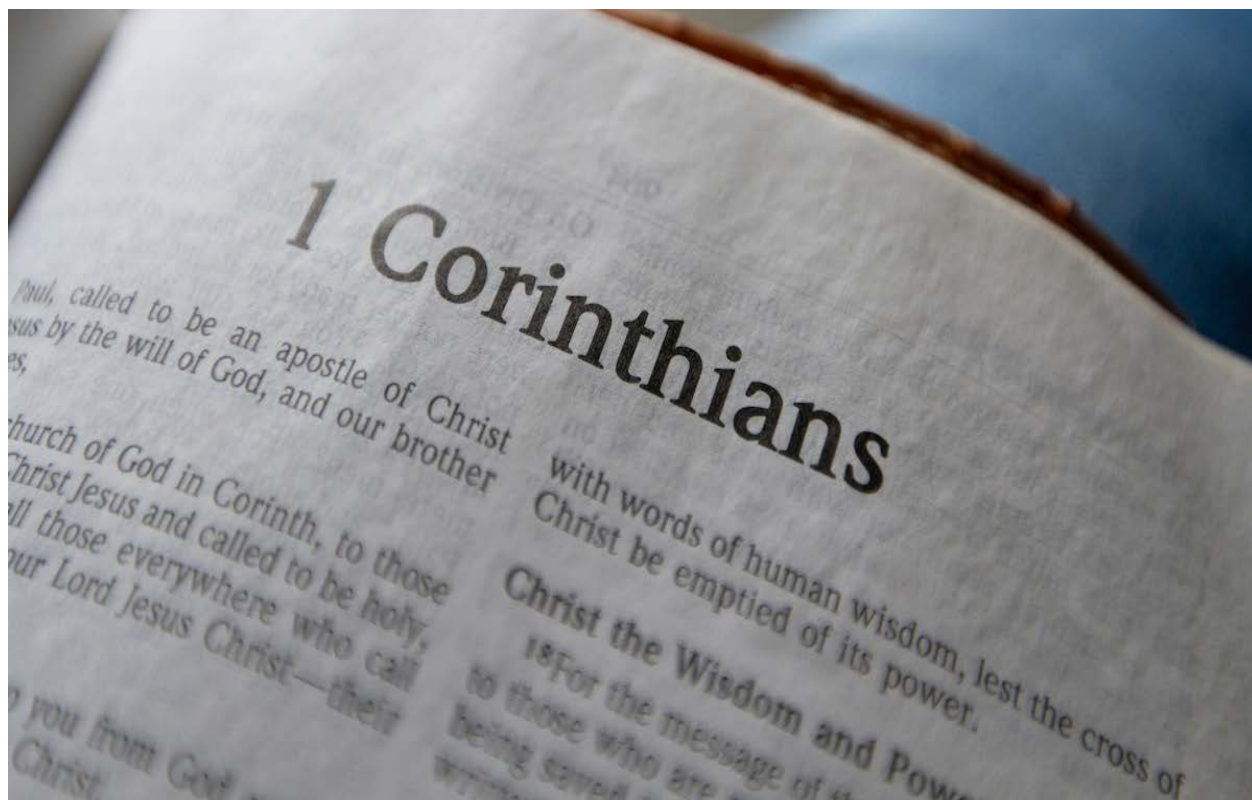 1 Corinthians
Paul, called to be an apostle of Christ
by the will of God, and our brother
of God in Corinth, to those
Christ Jesus and called to be holy,
all those everywhere who call
our Lord Jesus Christ—their
you from God
Christ.
with words of human wisdom, lest the cross of
Christ be emptied of its power.
Christ the Wisdom and
18For the message of
to those who are
being saved